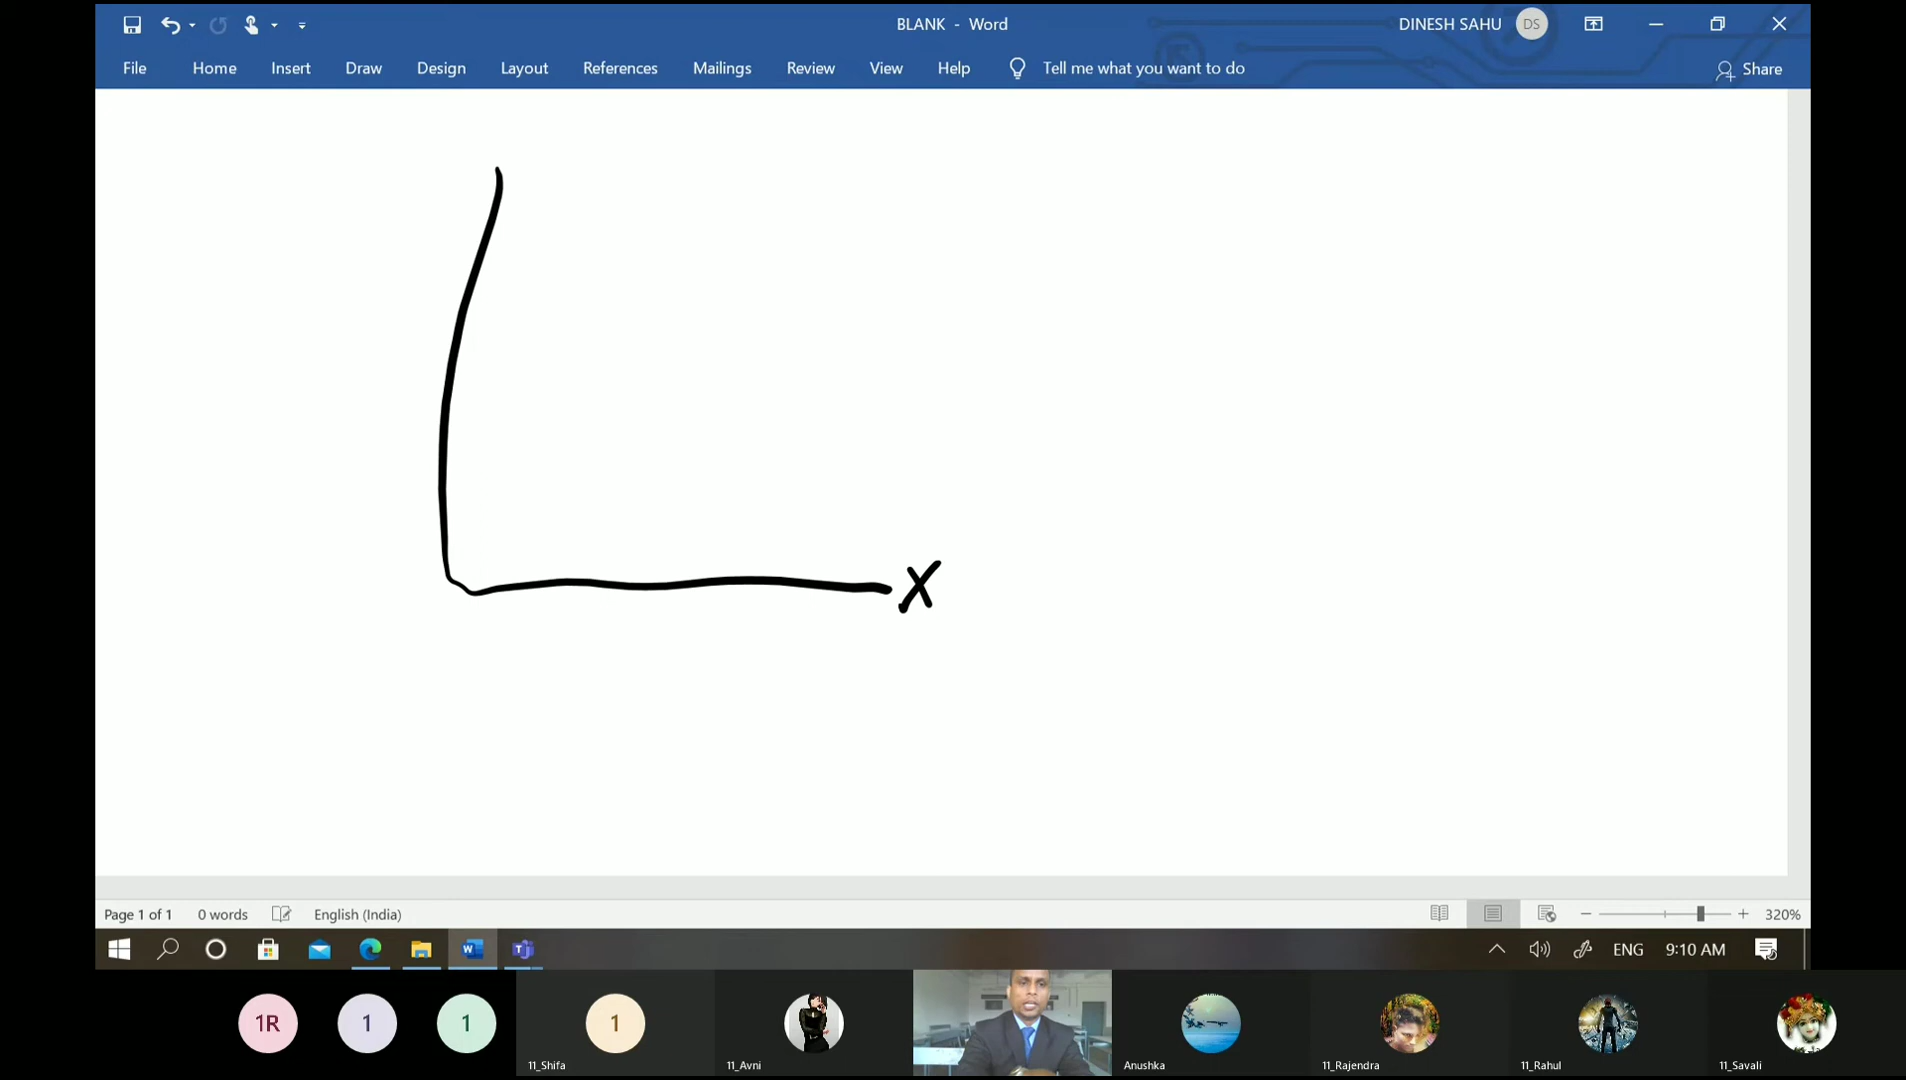 BLANK - Word
DINESH SAHU DS
File Home Insert Draw Design Layout References Mailings Review View Help Tell me what you want to do Share
X
Page 1 of 1 0 words English (India) 320%
ENG 9:10 AM
1R 1 1 1
11_Shifa 11_Avni Anushka 11_Rajendra 11_Rahul 11_Savali